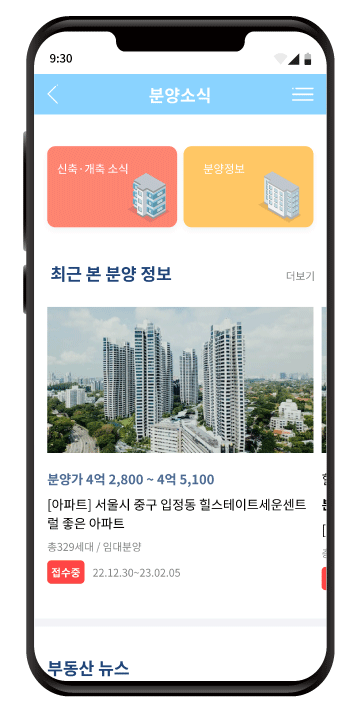 9:30
분양소식
신축·개축 소식
분양정보
최근 본 분양 정보
더보기
분양가 4억 2,800 ~ 4억 5,100
[아파트] 서울시 중구 입정동 힐스테이트세운센트
럴 좋은 아파트
총329세대 / 임대분양
접수중 22.12.30~23.02.05
부동산 뉴스